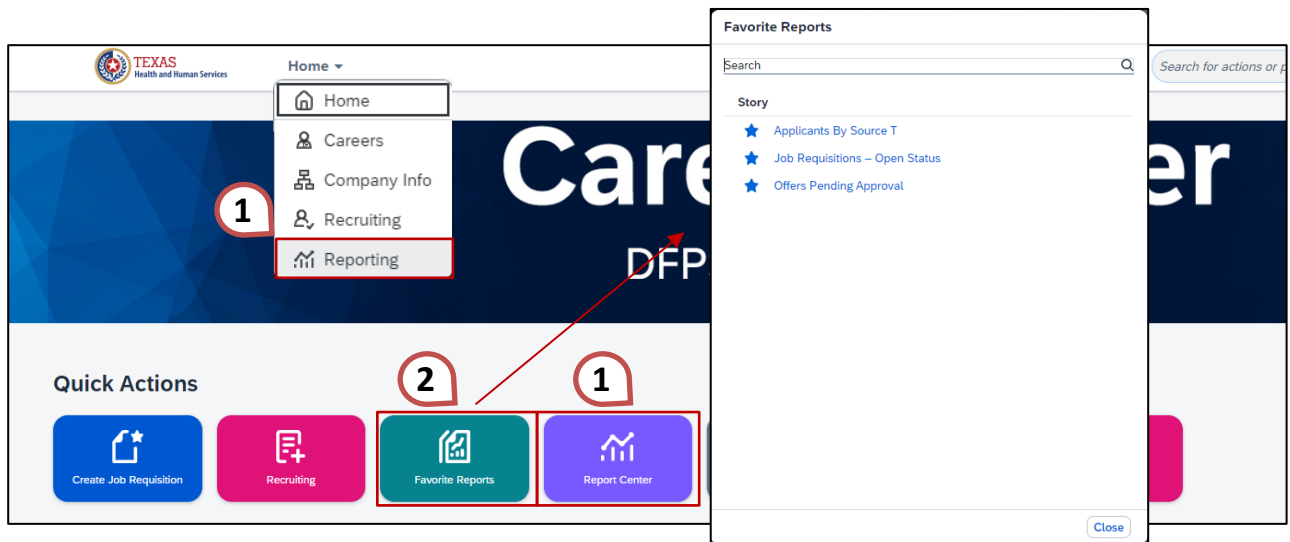 Favorite Reports
TEXAS
Health and Human Services
Home
Search
Search for actions or p
Home
Careers
Company Info
Recruiting
Reporting
1
Story
Applicants By Source T
Job Requisitions – Open Status
Offers Pending Approval
Care
er
DFP
Quick Actions
2
1
Create Job Requisition
Recruiting
Favorite Reports
Report Center
Close